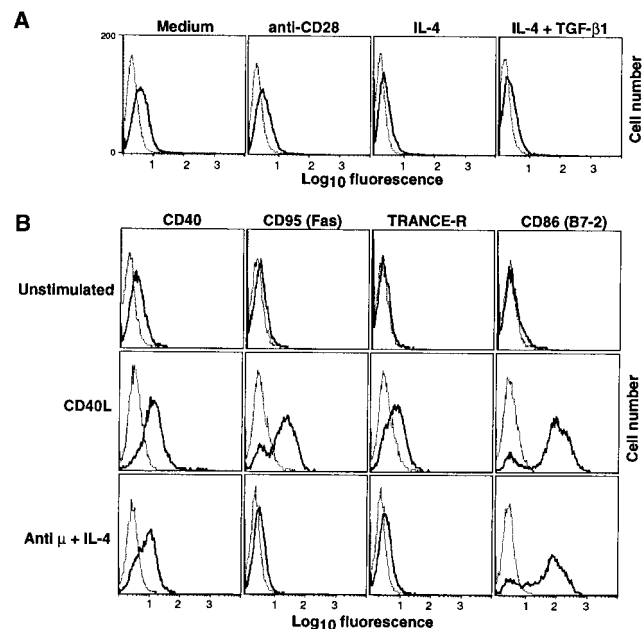 A
Medium anti-CD28 IL-4 IL-4 + TGF-β1
200
0
Cell number
1 2 3 1 2 3 1 2 3 1 2 3
Log10 fluorescence
B
CD40 CD95 (Fas) TRANCE-R CD86 (B7-2)
Unstimulated
CD40L
Cell number
Anti μ + IL-4
1 2 3 1 2 3 1 2 3 1 2 3
Log10 fluorescence